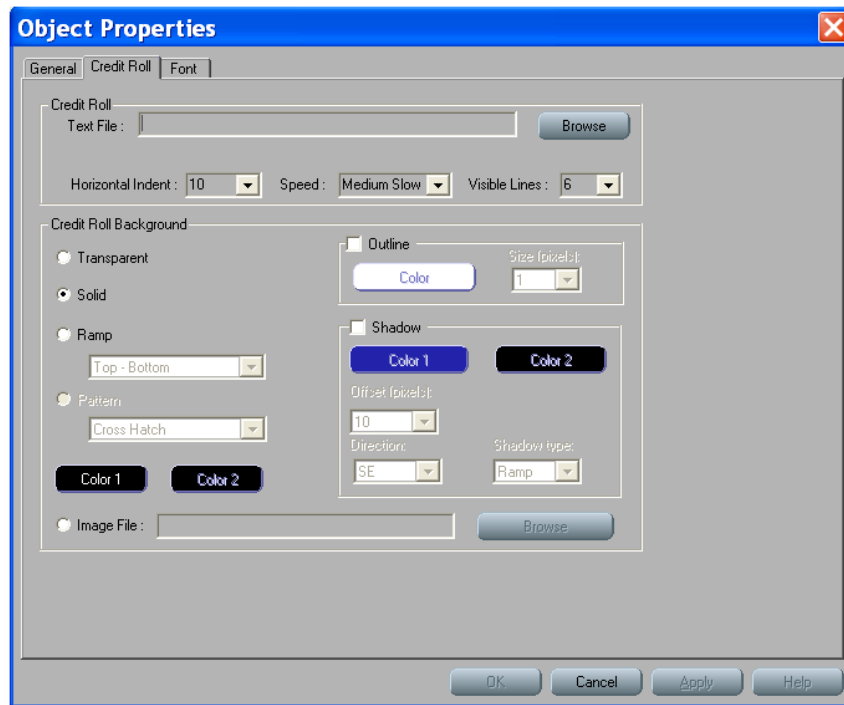 Object Properties
General Credit Roll Font
Credit Roll
Text File : Browse
Horizontal Indent : 10 Speed : Medium Slow Visible Lines : 6
Credit Roll Background
Transparent
Solid
Ramp
Top - Bottom
Pattern
Cross Hatch
Color 1 Color 2
Outline
Size (pixels):
Color 1
Shadow
Color 1 Color 2
Offset (pixels):
10
Direction: Shadow type:
SE Ramp
Image File : Browse
OK Cancel Apply Help